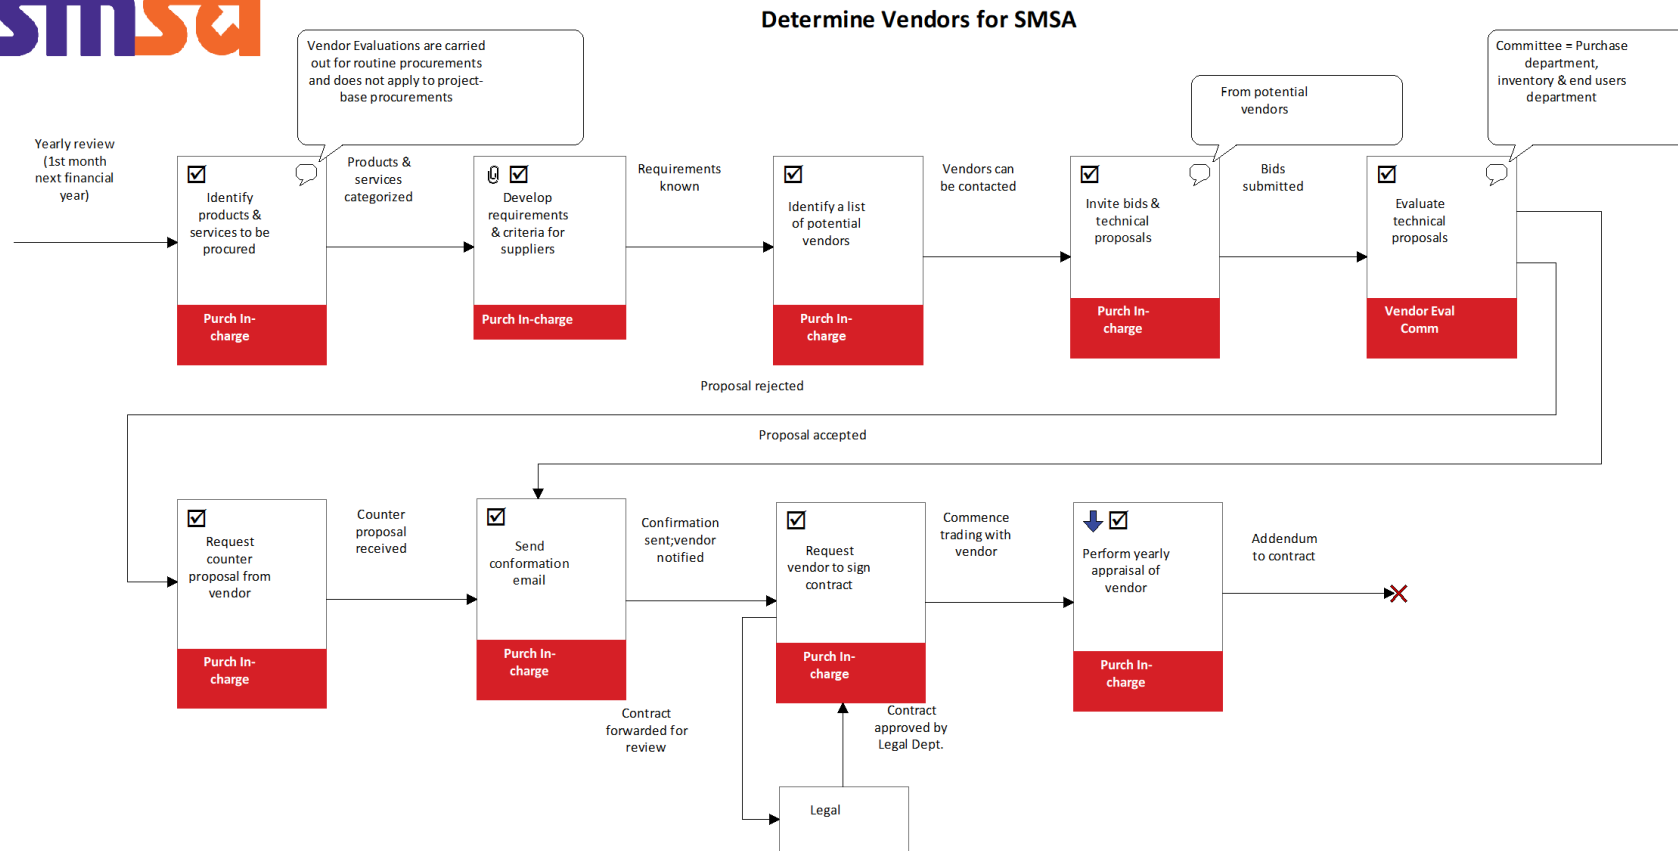 smsa
Determine Vendors for SMSA
Vendor Evaluations are carried
out for routine procurements
and does not apply to project-
base procurements
From potential
vendors
Committee = Purchase
department,
inventory & end users
department
Yearly review
(1st month
next financial
year)
Identify
products &
services to be
procured
Purch In-
charge
Products &
services
categorized
Develop
requirements
& criteria for
suppliers
Purch In-charge
Requirements
known
Identify a list
of potential
vendors
Purch In-
charge
Vendors can
be contacted
Invite bids &
technical
proposals
Purch In-
charge
Bids
submitted
Evaluate
technical
proposals
Vendor Eval
Comm
Proposal rejected
Proposal accepted
Request
counter
proposal from
vendor
Purch In-
charge
Counter
proposal
received
Send
conformation
email
Purch In-
charge
Confirmation
sent;vendor
notified
Request
vendor to sign
contract
Purch In-
charge
Commence
trading with
vendor
Perform yearly
appraisal of
vendor
Purch In-
charge
Addendum
to contract
Contract
forwarded for
review
Contract
approved by
Legal Dept.
Legal